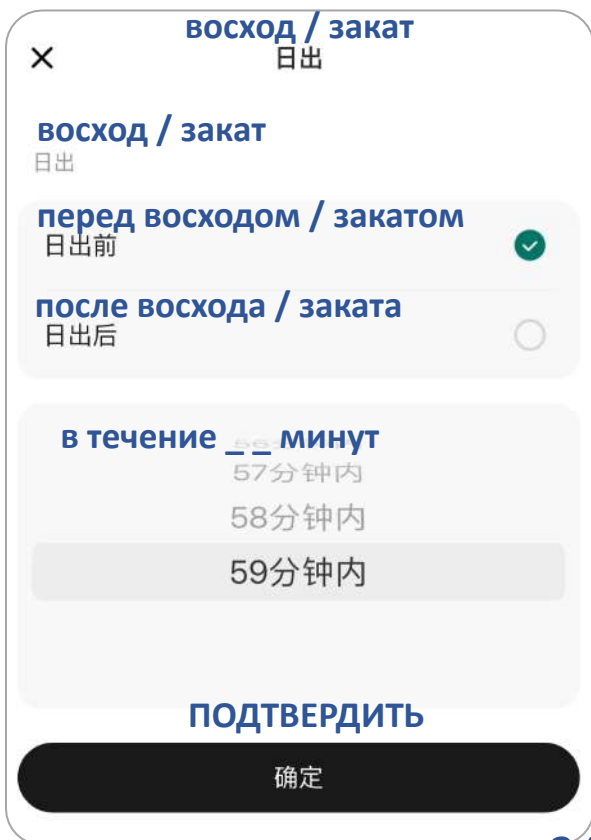 восход / закат
日出
восход / закат
日出
перед восходом / закатом
日出前
после восхода / заката
日出后
в течение _ _ минут
57分钟内
58分钟内
59分钟内
ПОДТВЕРДИТЬ
确定